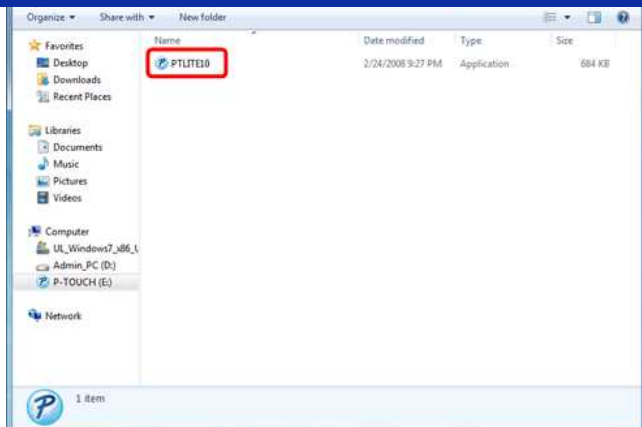 Organize Share with New folder
Name Date modified Type Size
Favorites
Desktop
Downloads
Recent Places
Libraries
Documents
Music
Pictures
Videos
Computer
UL_Windows7_x86_U
Admin_PC (D:)
P-TOUCH (E:)
Network
PTLITE10 2/24/2008 9:27 PM Application 684 KB
P
1 item